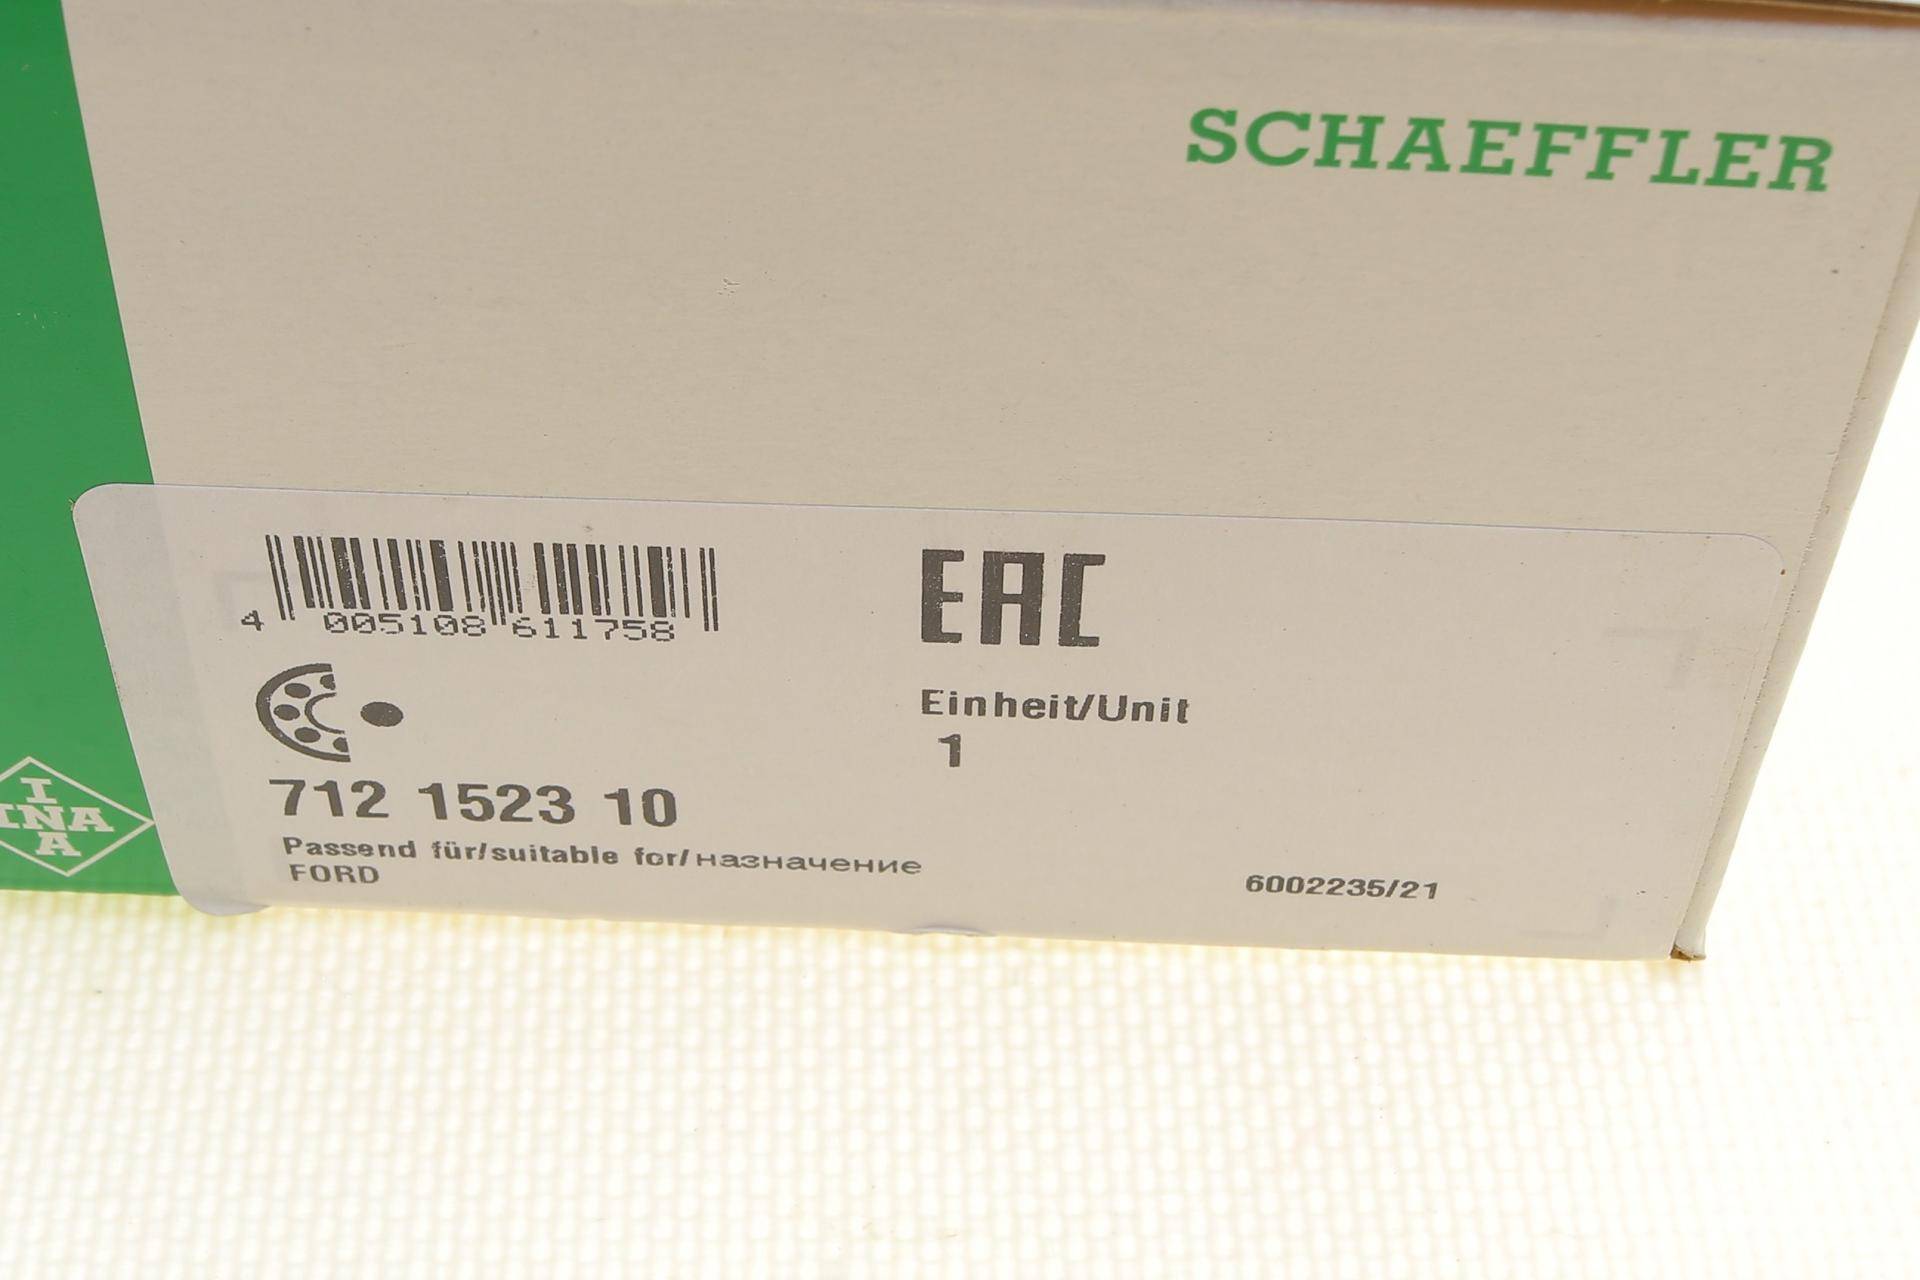 SCHAEFFLER
4 005108 611758
EAC
Einheit/Unit
1
712 1523 10
Passend für/suitable for/назначение
FORD
6002235/21
I
INA
A